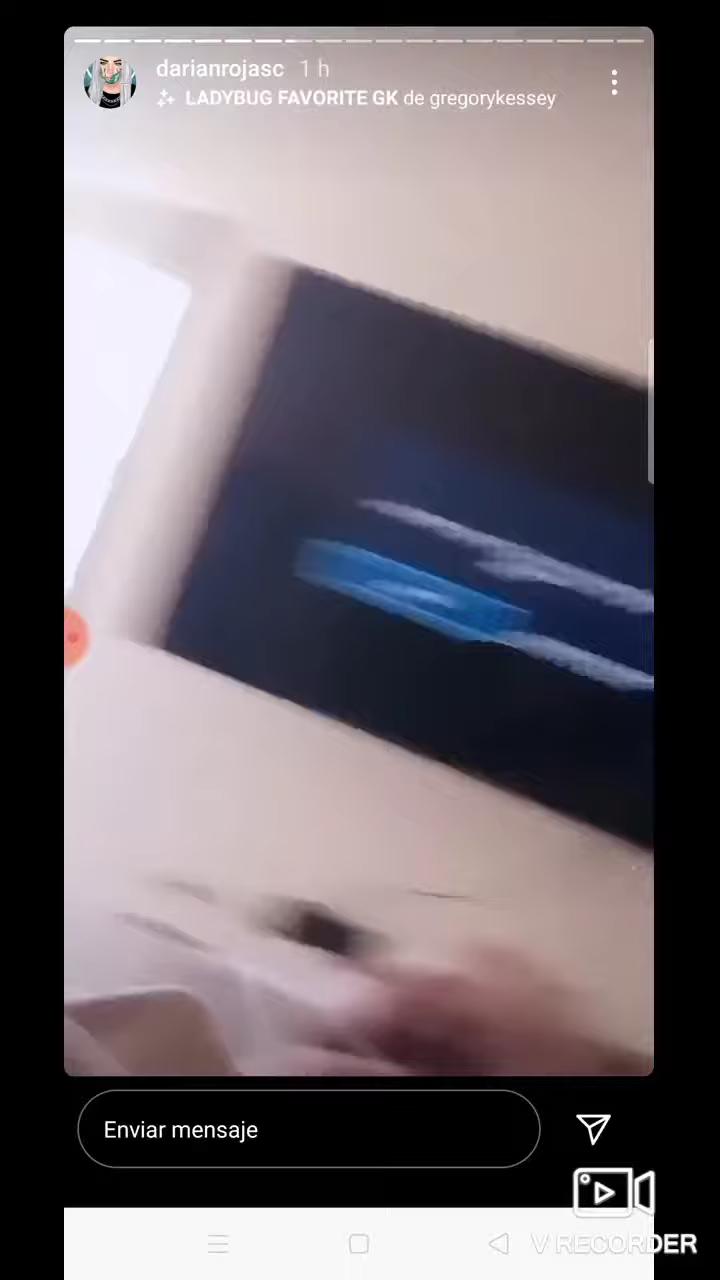 darianrojasc 1 h
LADYBUG FAVORITE GK de gregorykessey
Enviar mensaje
V RECORDER